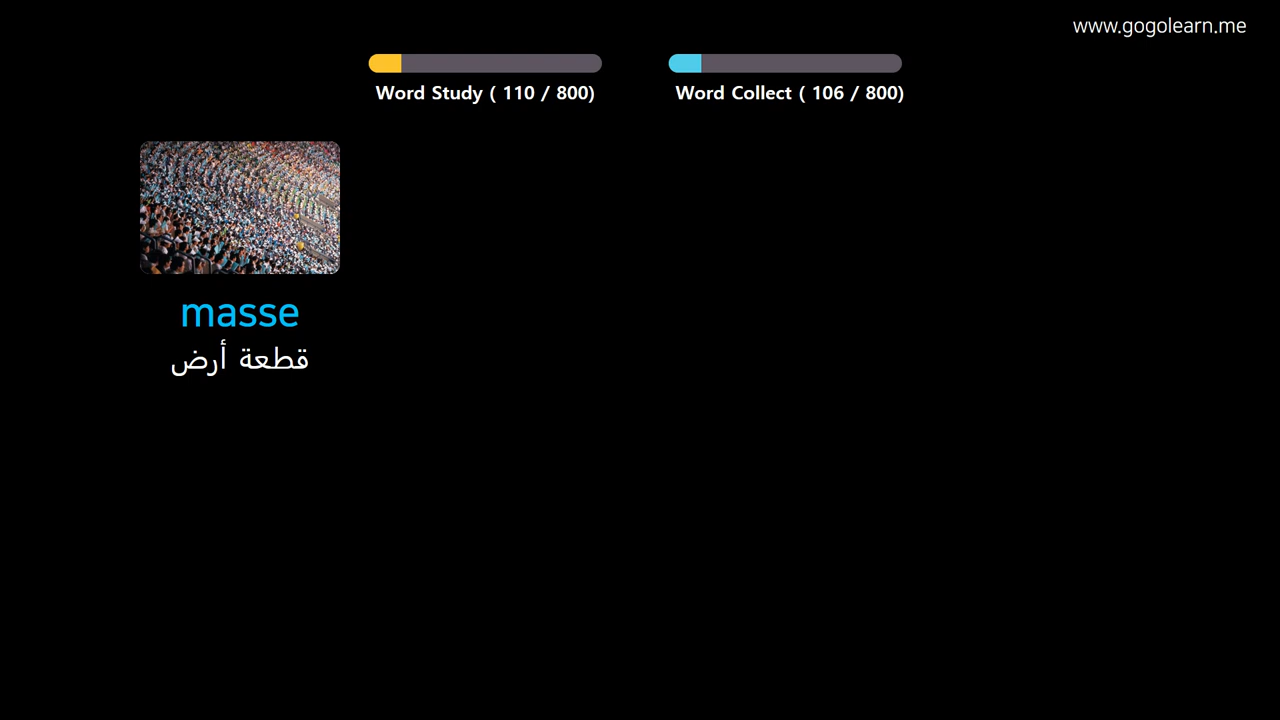 www.gogolearn.me
Word Study ( 110 / 800)
Word Collect ( 106 / 800)
masse
قطعة أرض